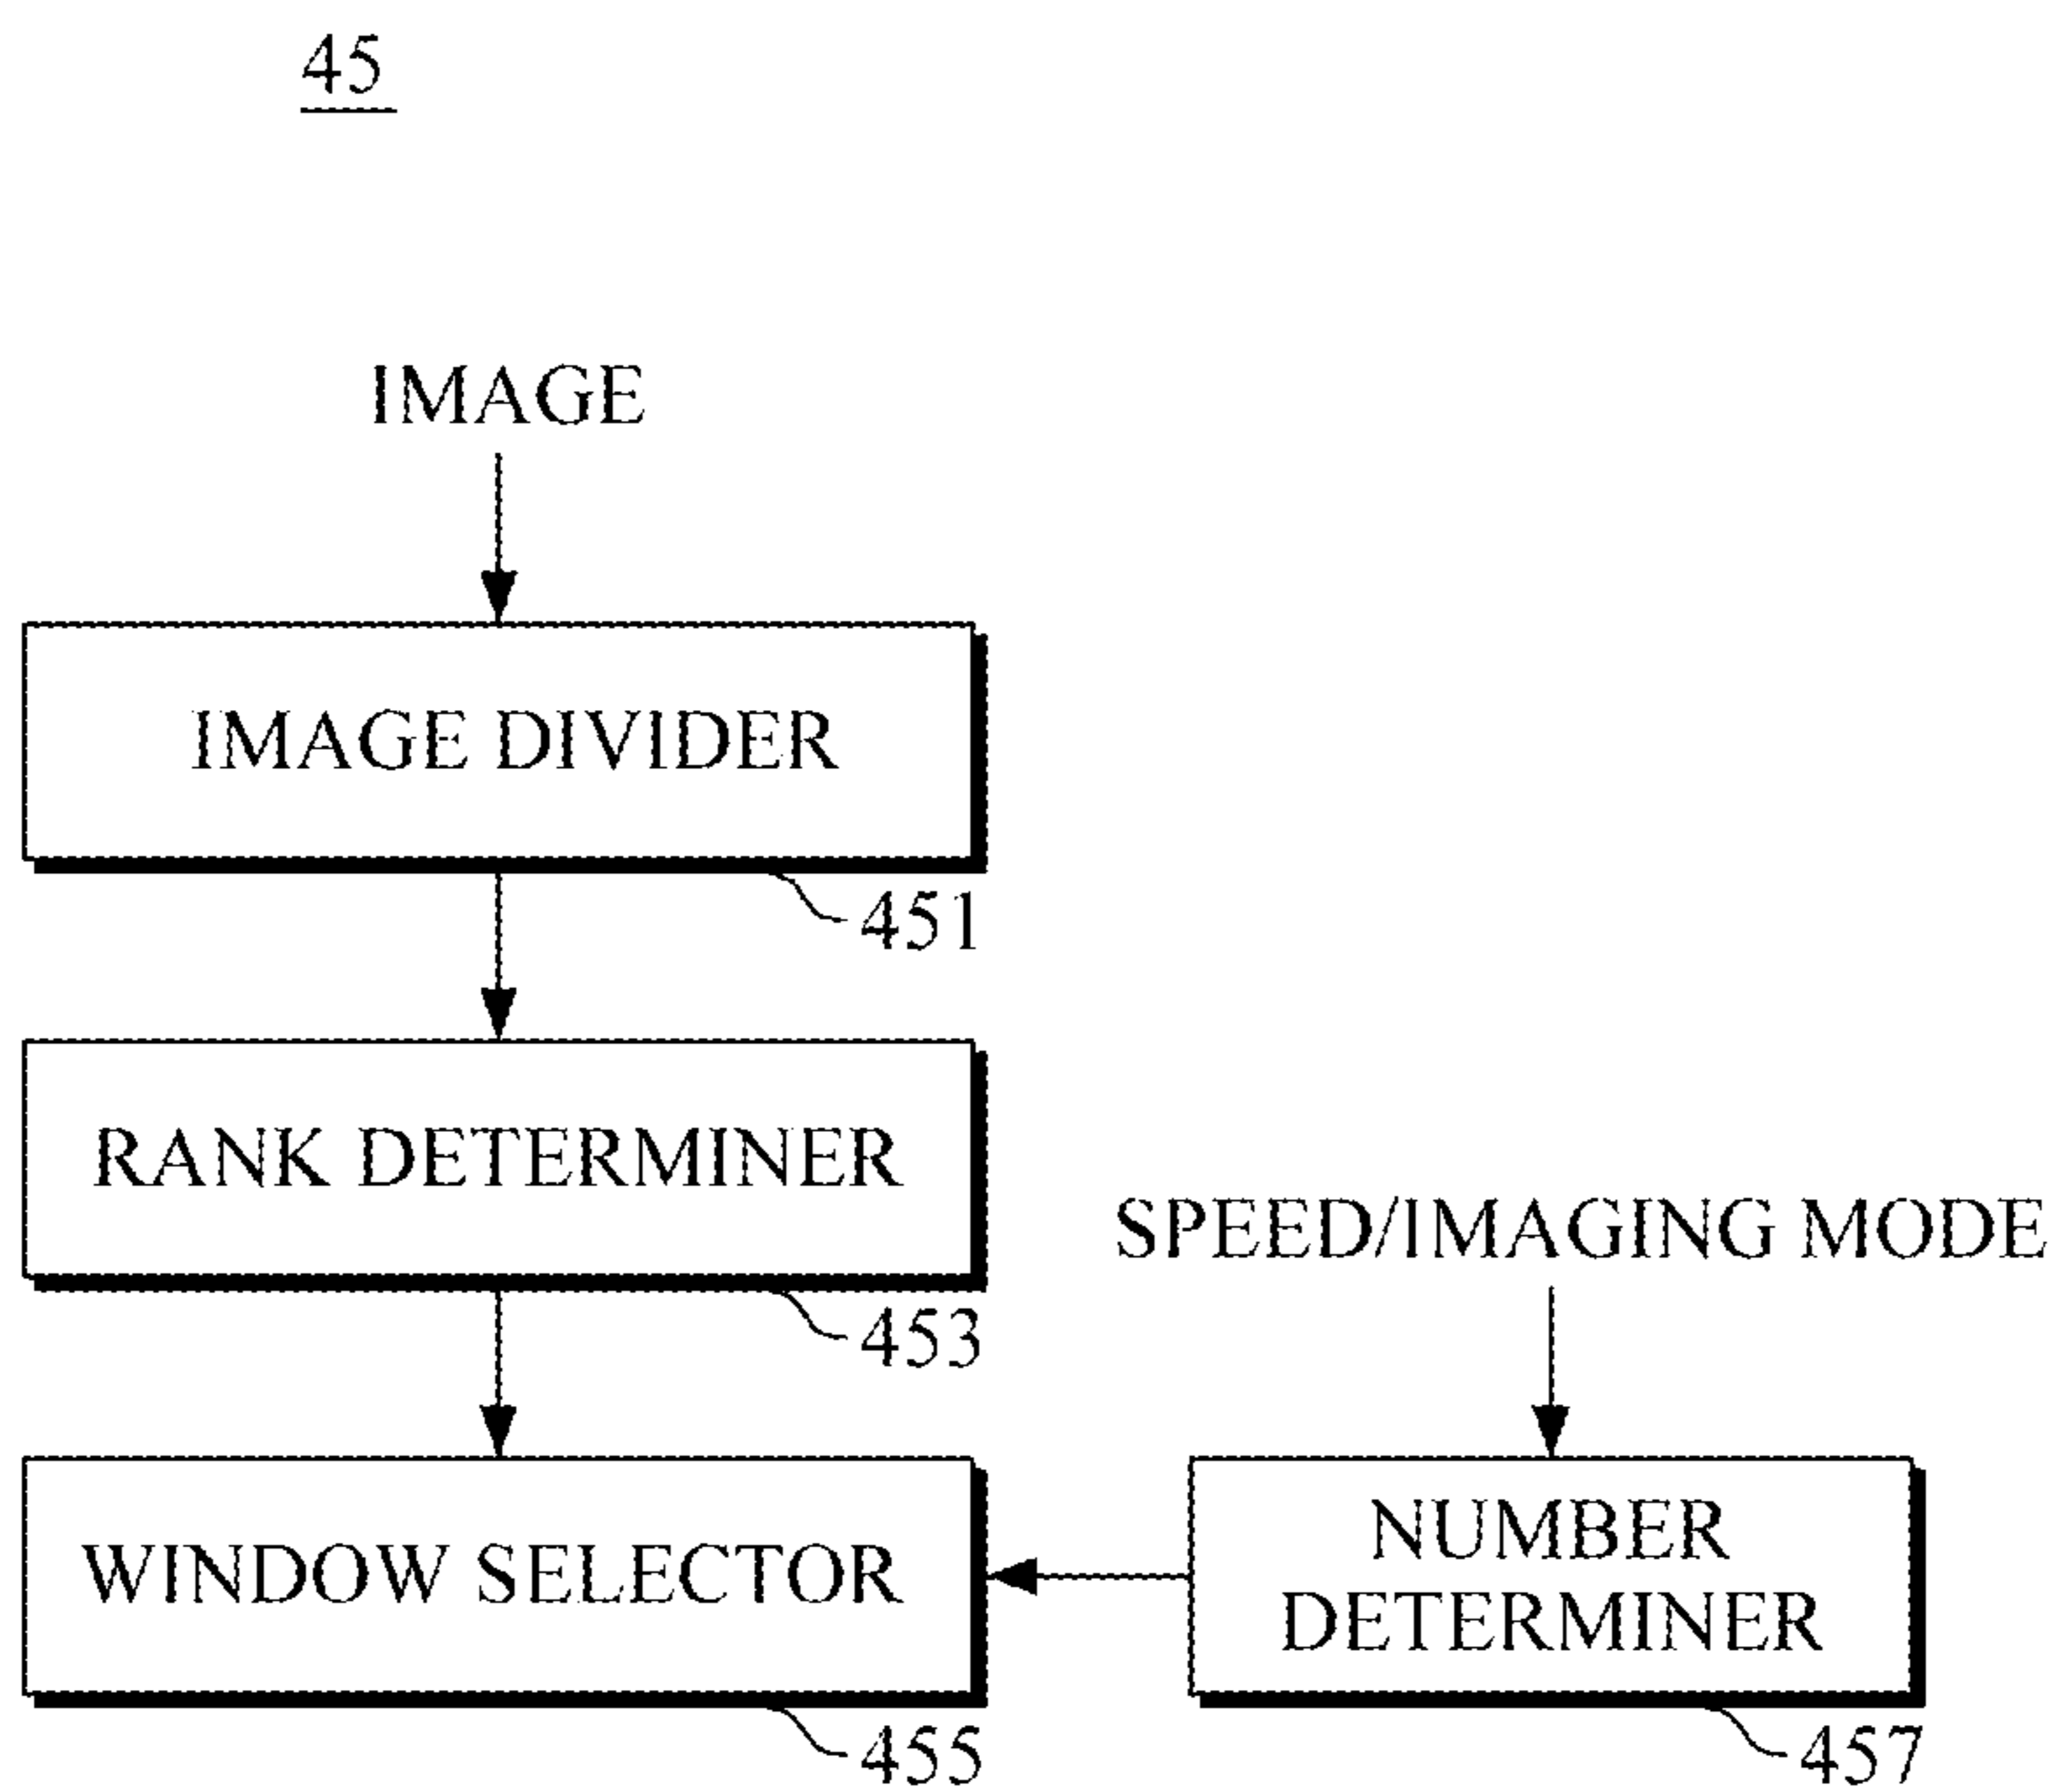 45
IMAGE
IMAGE DIVIDER
451
RANK DETERMINER
453
SPEED/IMAGING MODE
WINDOW SELECTOR
455
NUMBER
DETERMINER
457